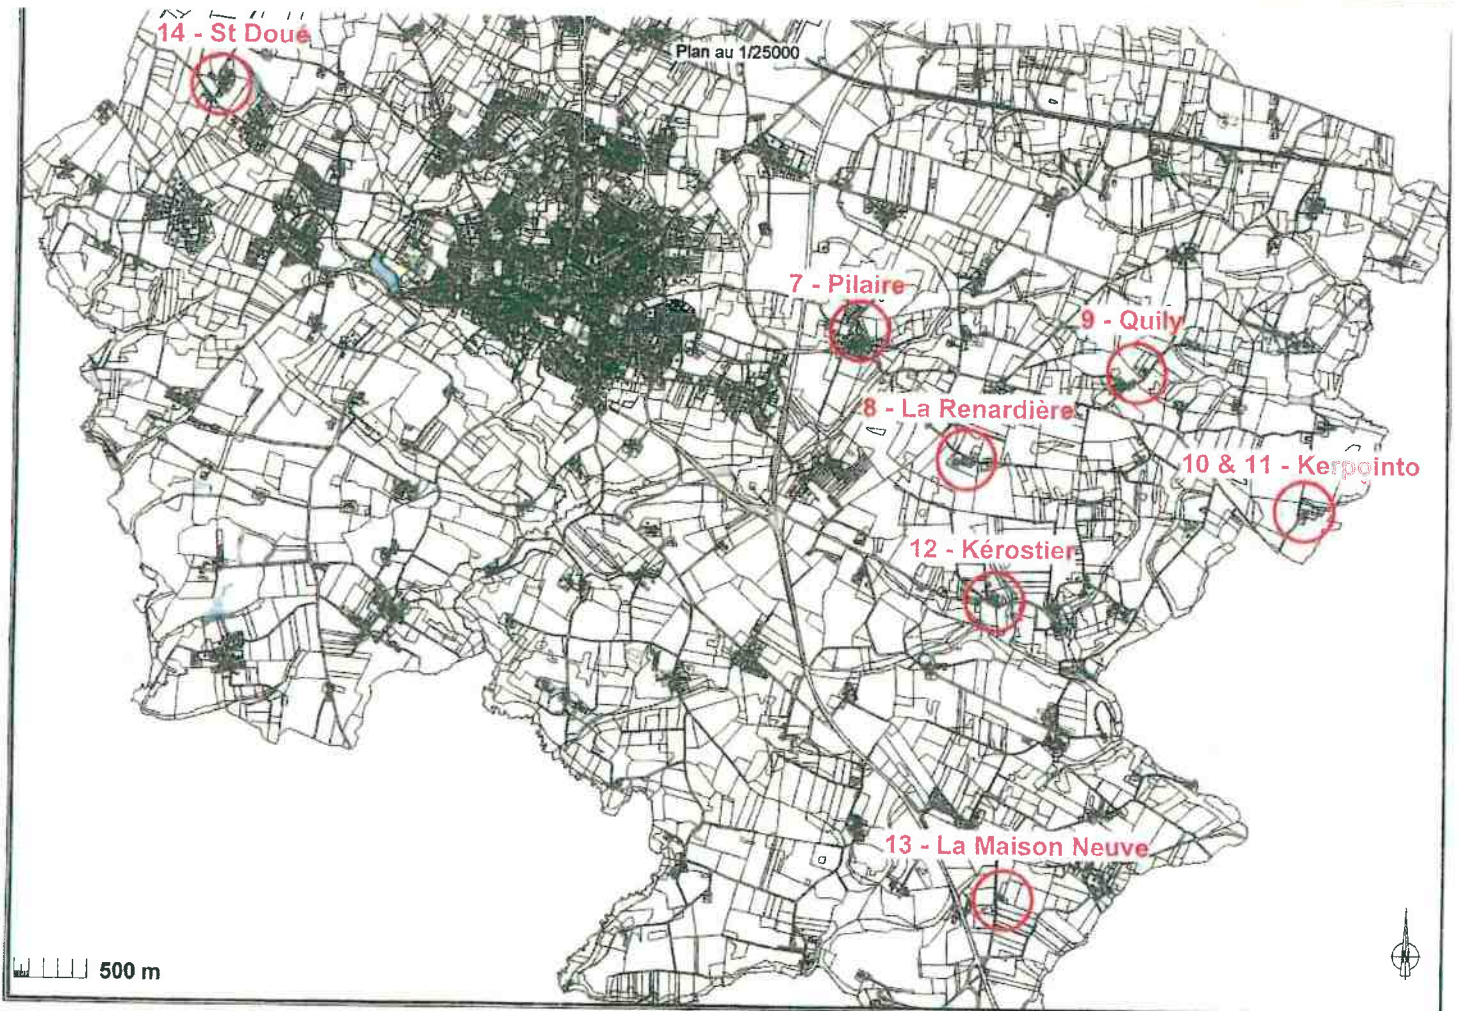 14 - St Doué
Plan au 1/25000
7 - Pilaire
9 - Quily
8 - La Renardière
10 & 11 - Kerpointo
12 - Kérostier
13 - La Maison Neuve
500 m
N